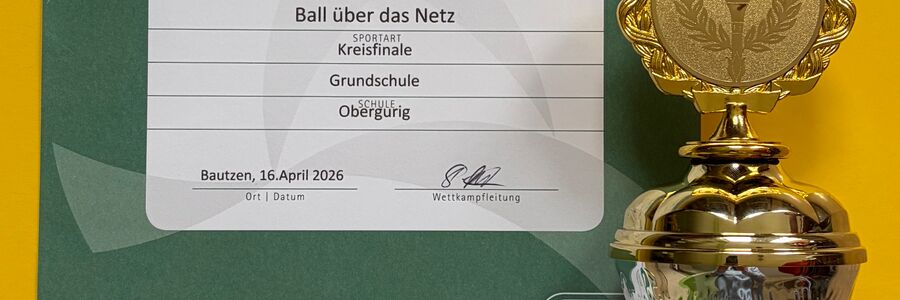 Ball über das Netz
SPORTART
Kreisfinale
Grundschule
SCHULE
Obergurig
Bautzen, 16.April 2026
Ort | Datum
Wettkampfleitung